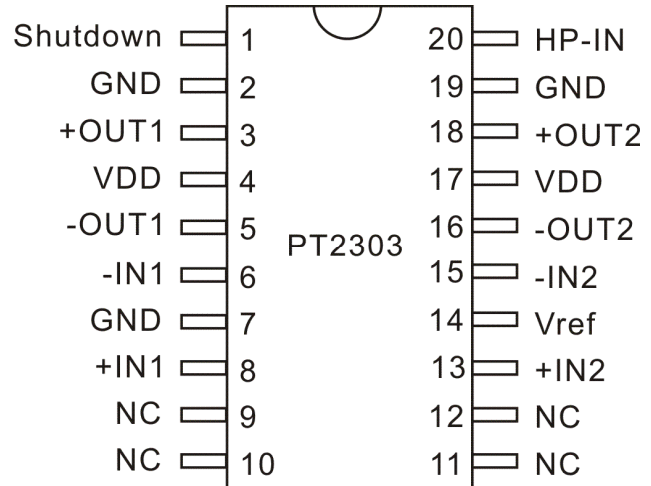 Shutdown 1 20 HP-IN
GND 2 19 GND
+OUT1 3 18 +OUT2
VDD 4 17 VDD
-OUT1 5 16 -OUT2
PT2303
-IN1 6 15 -IN2
GND 7 14 Vref
+IN1 8 13 +IN2
NC 9 12 NC
NC 10 11 NC